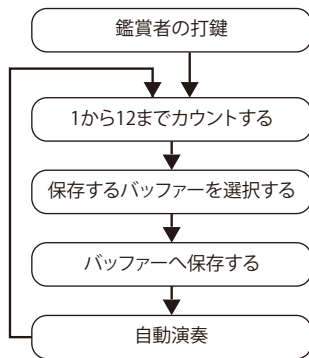 鑑賞者の打鍵
1から12までカウントする
保存するバッファーを選択する
バッファーへ保存する
自動演奏